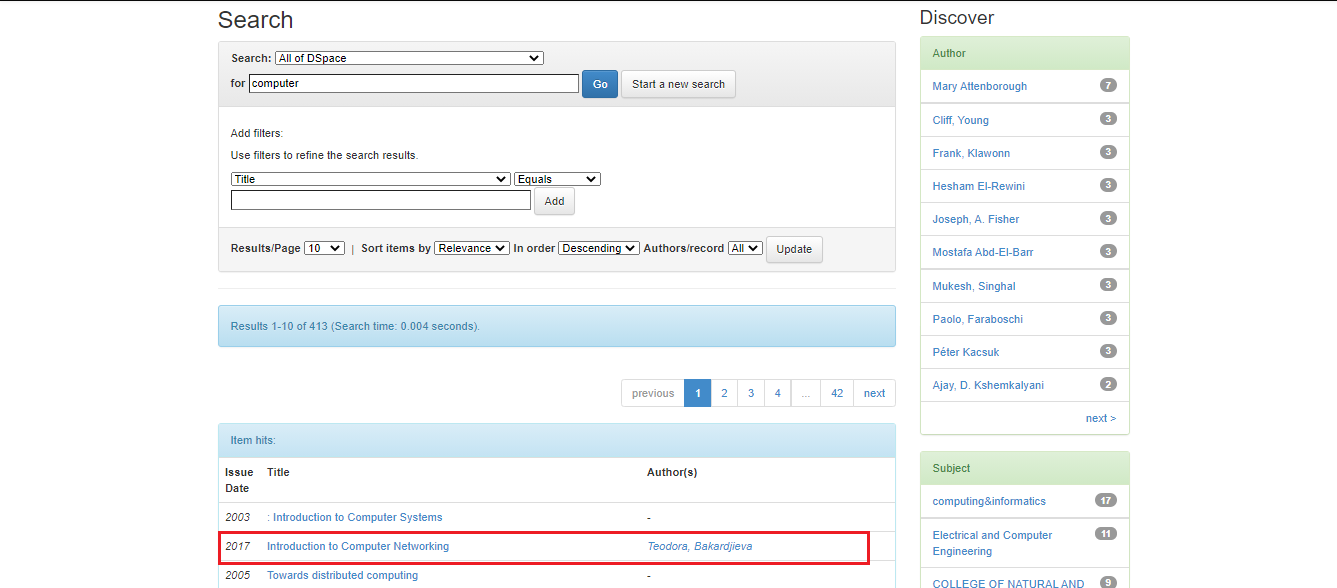 Search
Search: All of DSpace
for computer Go Start a new search
Add filters:
Use filters to refine the search results.
Title Equals
Add
Results/Page 10 | Sort items by Relevance In order Descending Authors/record All Update
Results 1-10 of 413 (Search time: 0.004 seconds).
previous 1 2 3 4 ... 42 next
Item hits:
Issue Date Title Author(s)
2003 : Introduction to Computer Systems -
2017 Introduction to Computer Networking Teodora, Bakardjieva
2005 Towards distributed computing -
Discover
Author
Mary Attenborough 7
Cliff, Young 3
Frank, Klawonn 3
Hesham El-Rewini 3
Joseph, A. Fisher 3
Mostafa Abd-El-Barr 3
Mukesh, Singhal 3
Paolo, Faraboschi 3
Péter Kacsuk 3
Ajay, D. Kshemkalyani 2
next >
Subject
computing&informatics 17
Electrical and Computer 11
Engineering
COLLEGE OF NATURAL AND 9